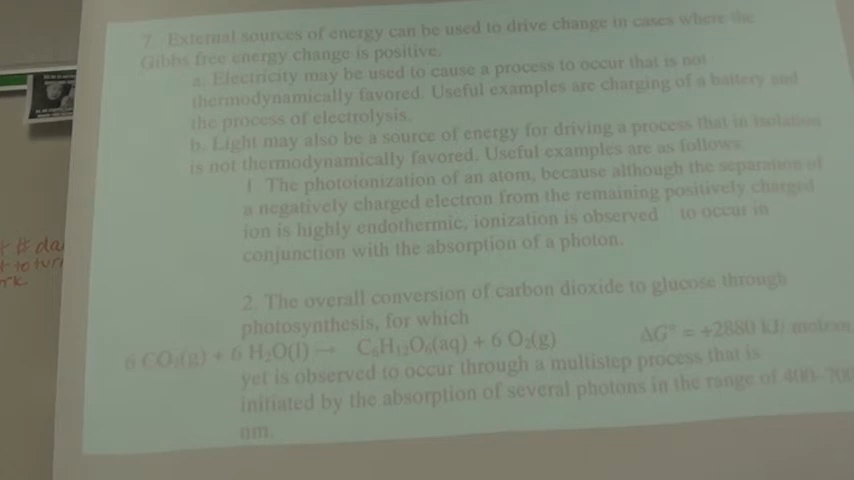 7. External sources of energy can be used to drive change in cases where the
Gibbs free energy change is positive.
a. Electricity may be used to cause a process to occur that is not
thermodynamically favored. Useful examples are charging of a battery and
the process of electrolysis.
b. Light may also be a source of energy for driving a process that in isolation
is not thermodynamically favored. Useful examples are as follows:
1. The photoionization of an atom, because although the separation of
a negatively charged electron from the remaining positively charged
ion is highly endothermic, ionization is observed to occur in
conjunction with the absorption of a photon.
2. The overall conversion of carbon dioxide to glucose through
photosynthesis, for which
6 CO₂(g) + 6 H₂O(l) → C₆H₁₂O₆(aq) + 6 O₂(g) ΔG° = +2880 kJ/
yet is observed to occur through a multistep process that is
initiated by the absorption of several photons in the range of 400–700
nm.
# da
to turn